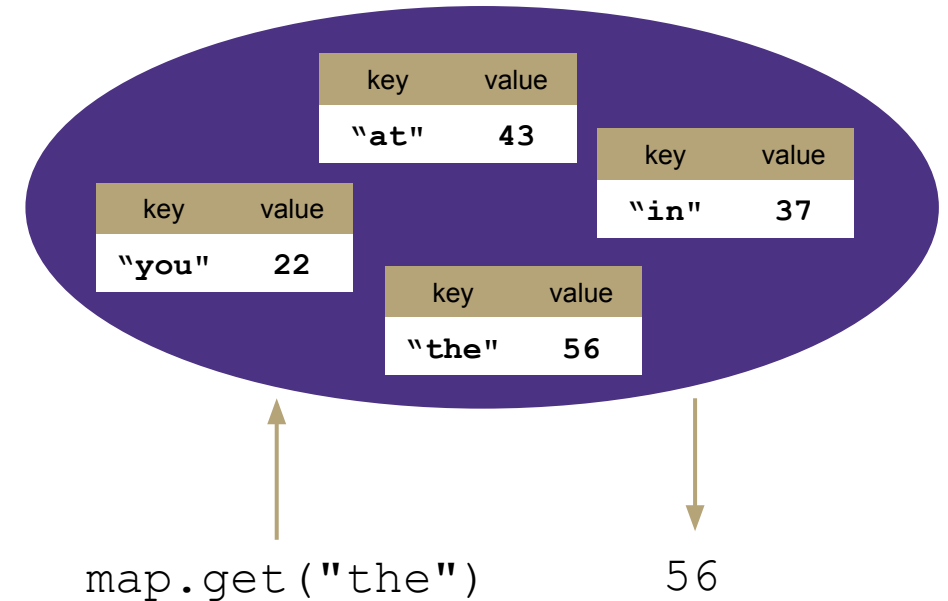 key value
“at" 43
key value
“in" 37
key value
“you" 22
key value
“the" 56
map.get("the") 56